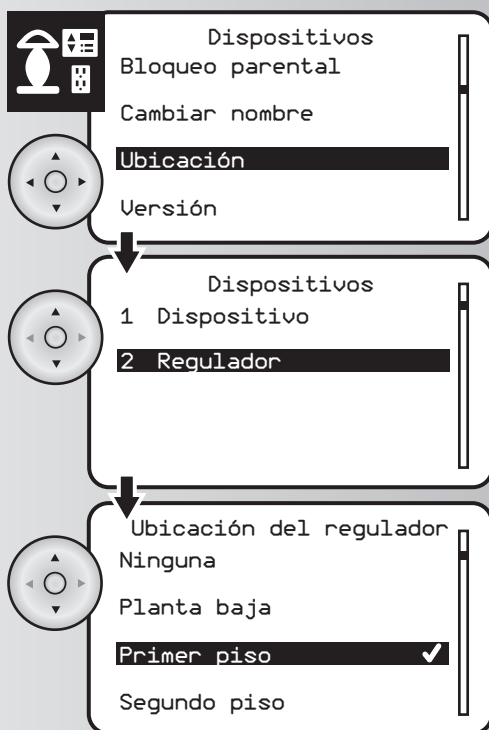 Dispositivos
Bloqueo parental
Cambiar nombre
Ubicación
Versión
Dispositivos
1 Dispositivo
2 Regulador
Ubicación del regulador
Ninguna
Planta baja
Primer piso ✓
Segundo piso